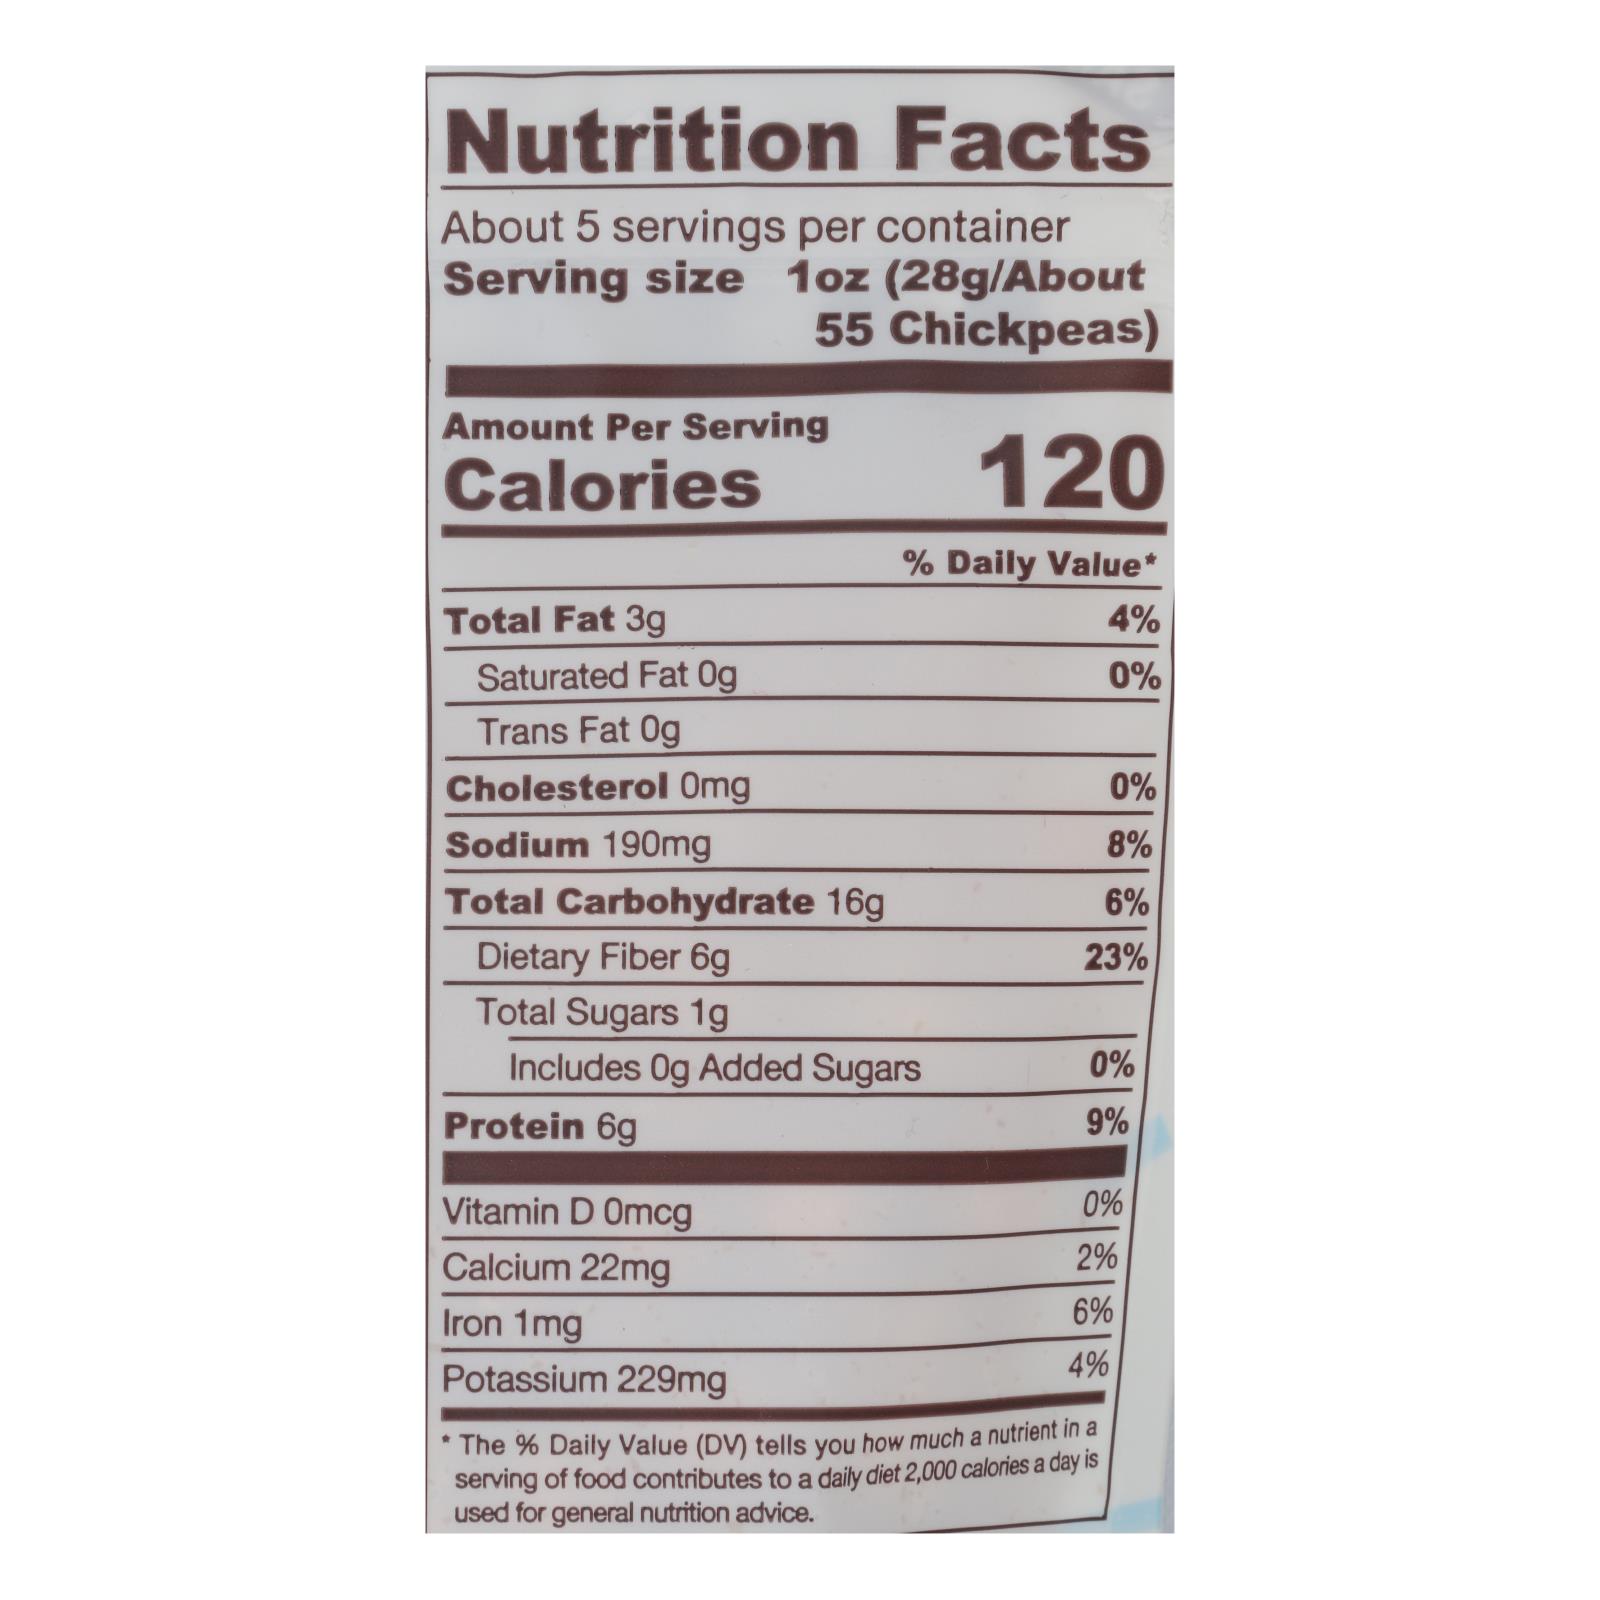 Nutrition Facts
About 5 servings per container
Serving size 1oz (28g/About
55 Chickpeas)
Amount Per Serving
Calories 120
% Daily Value*
Total Fat 3g 4%
Saturated Fat 0g 0%
Trans Fat 0g
Cholesterol 0mg 0%
Sodium 190mg 8%
Total Carbohydrate 16g 6%
Dietary Fiber 6g 23%
Total Sugars 1g
Includes 0g Added Sugars 0%
Protein 6g 9%
Vitamin D 0mcg 0%
Calcium 22mg 2%
Iron 1mg 6%
Potassium 229mg 4%
* The % Daily Value (DV) tells you how much a nutrient in a
serving of food contributes to a daily diet 2,000 calories a day is
used for general nutrition advice.